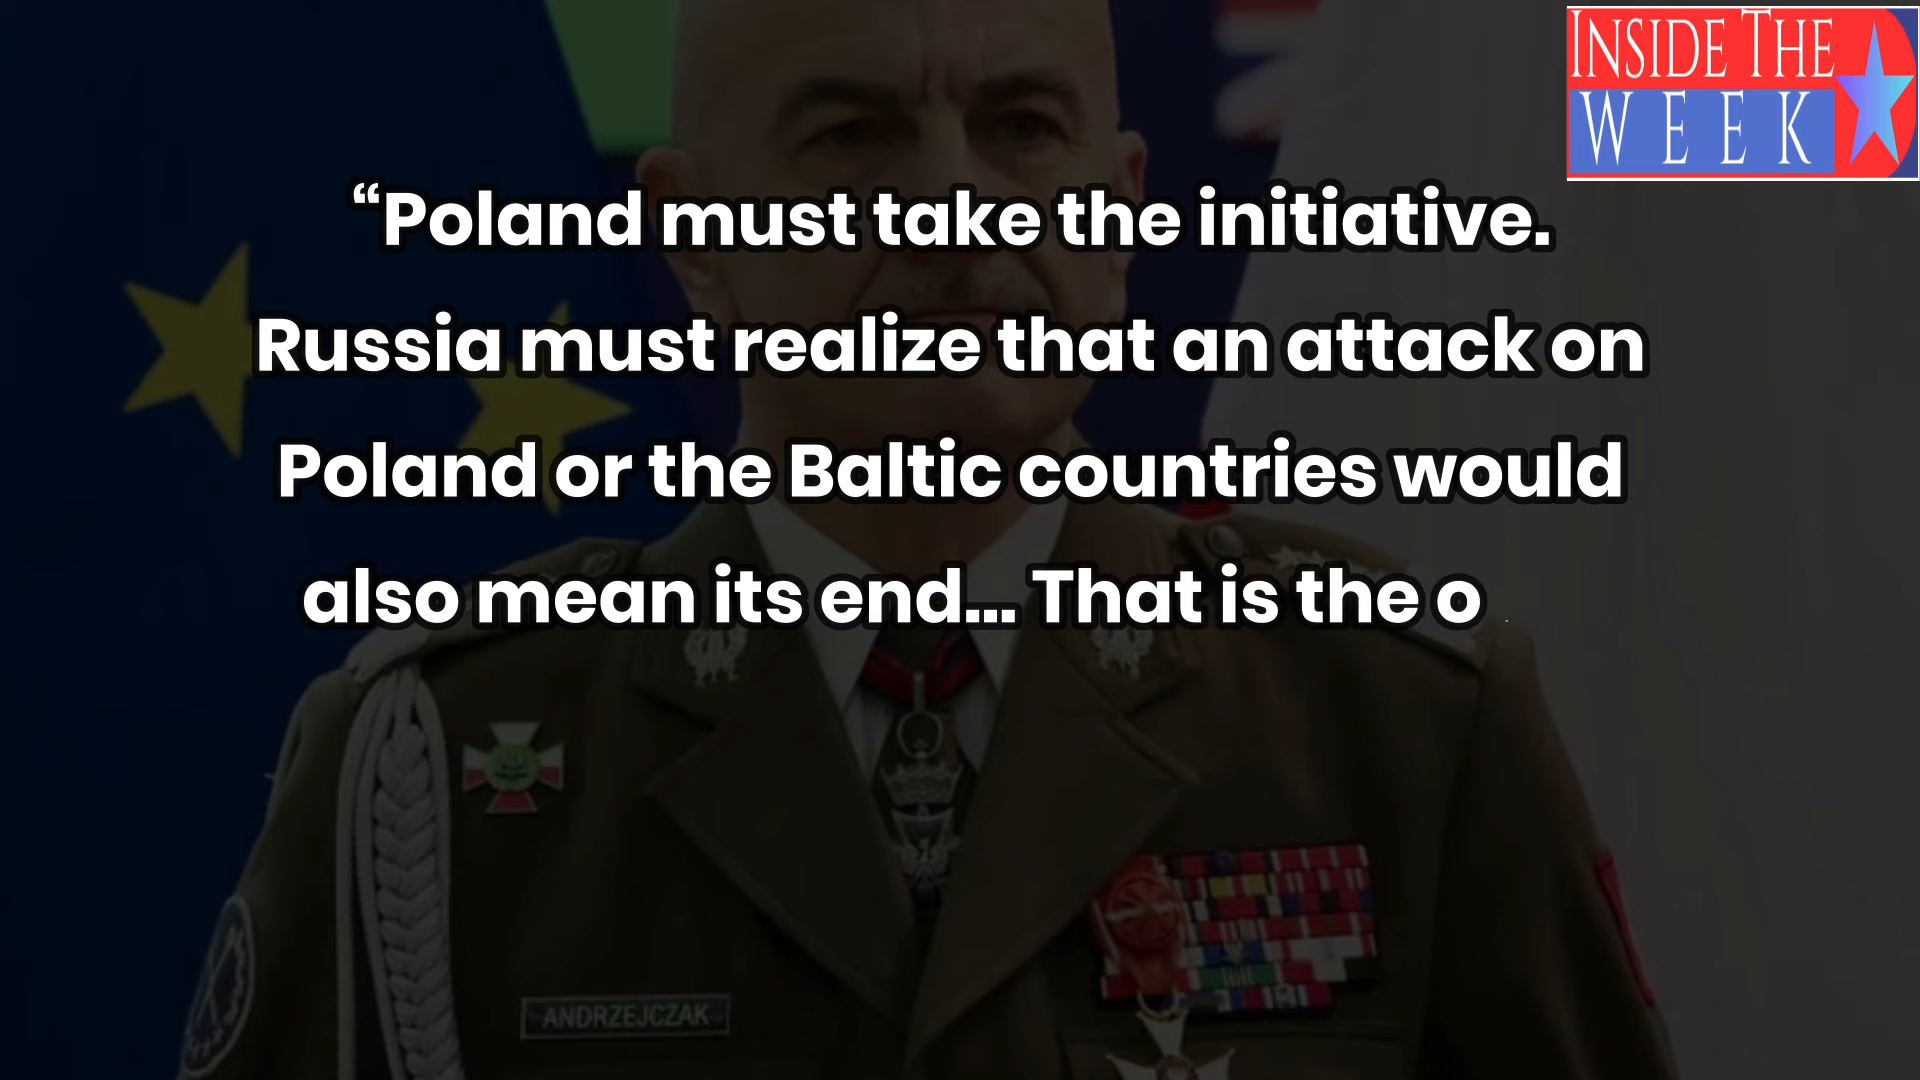 INSIDE THE
WEEK
“Poland must take the initiative.
Russia must realize that an attack on
Poland or the Baltic countries would
also mean its end... That is the o
ANDRZEJCZAK